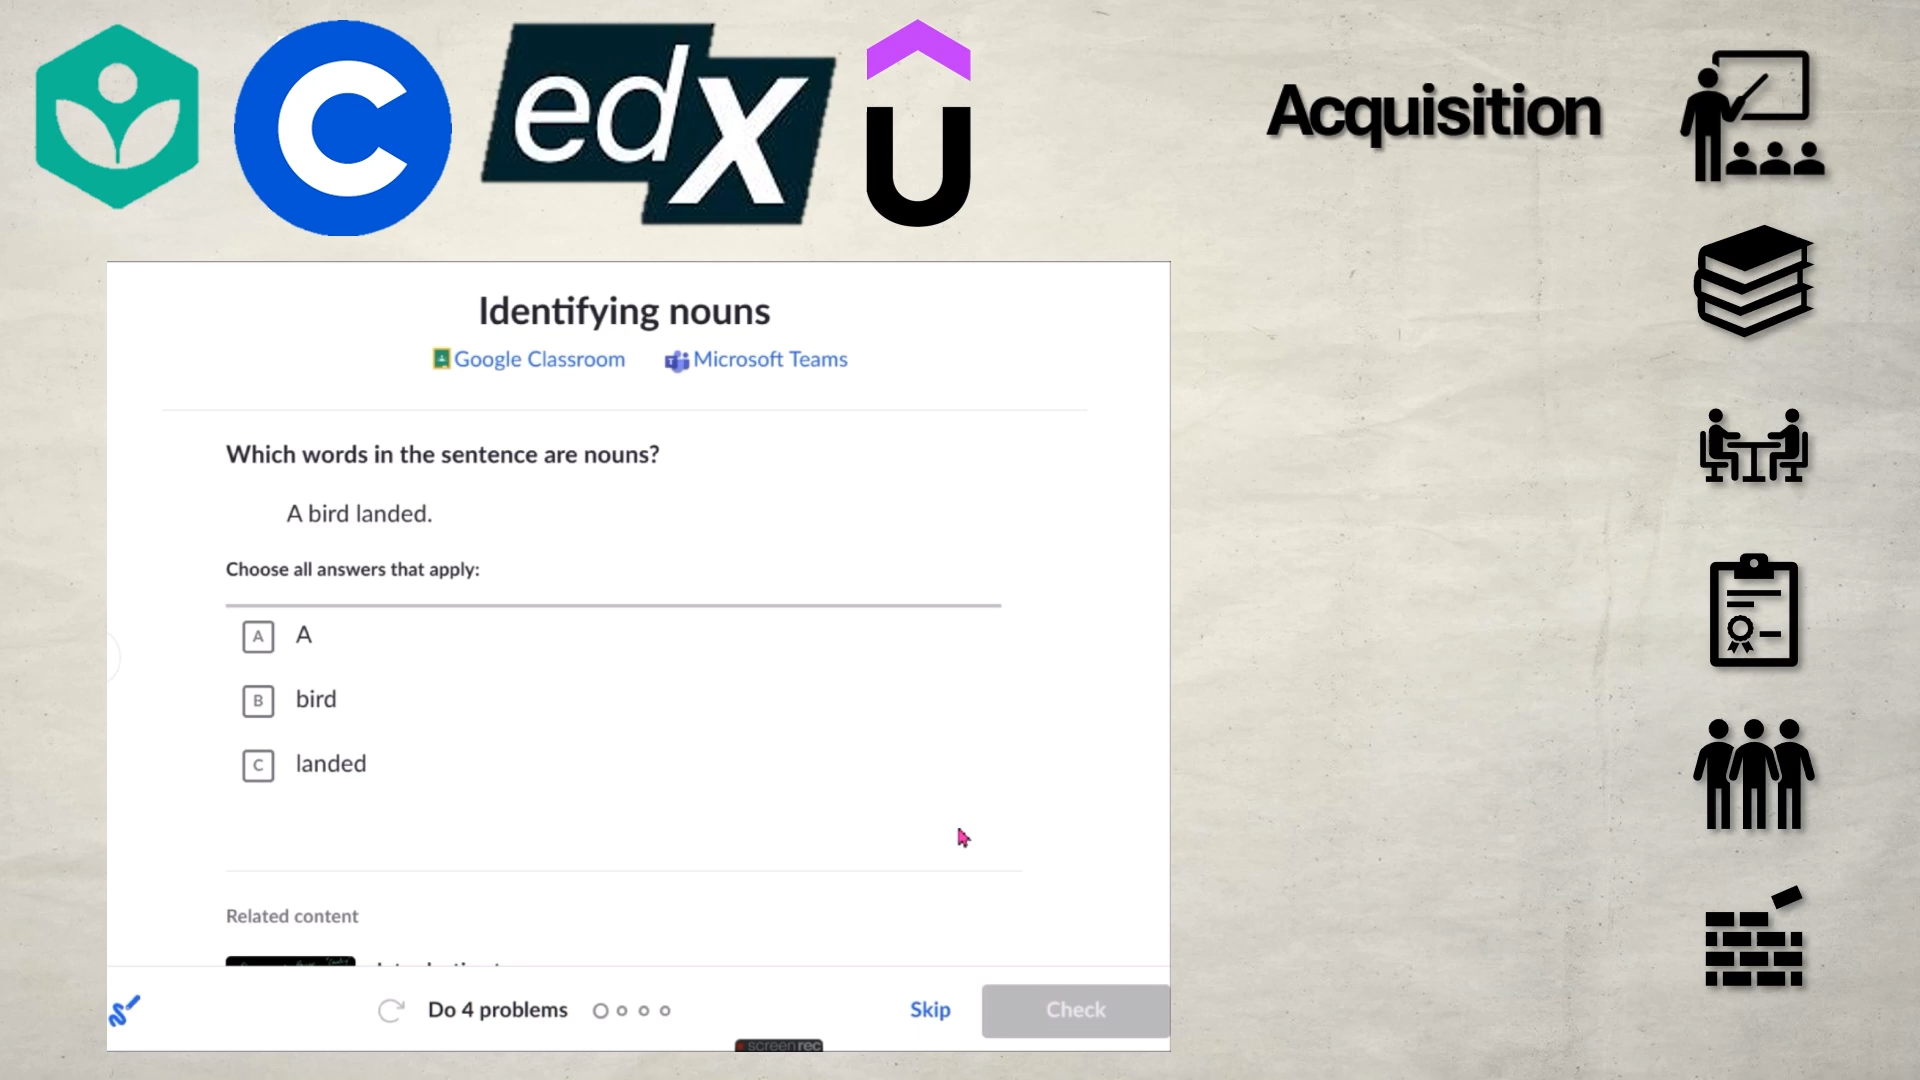 edX
Acquisition
Identifying nouns
Google Classroom Microsoft Teams
Which words in the sentence are nouns?
A bird landed.
Choose all answers that apply:
A A
B bird
C landed
Related content
Do 4 problems
Skip
Check
screenrec